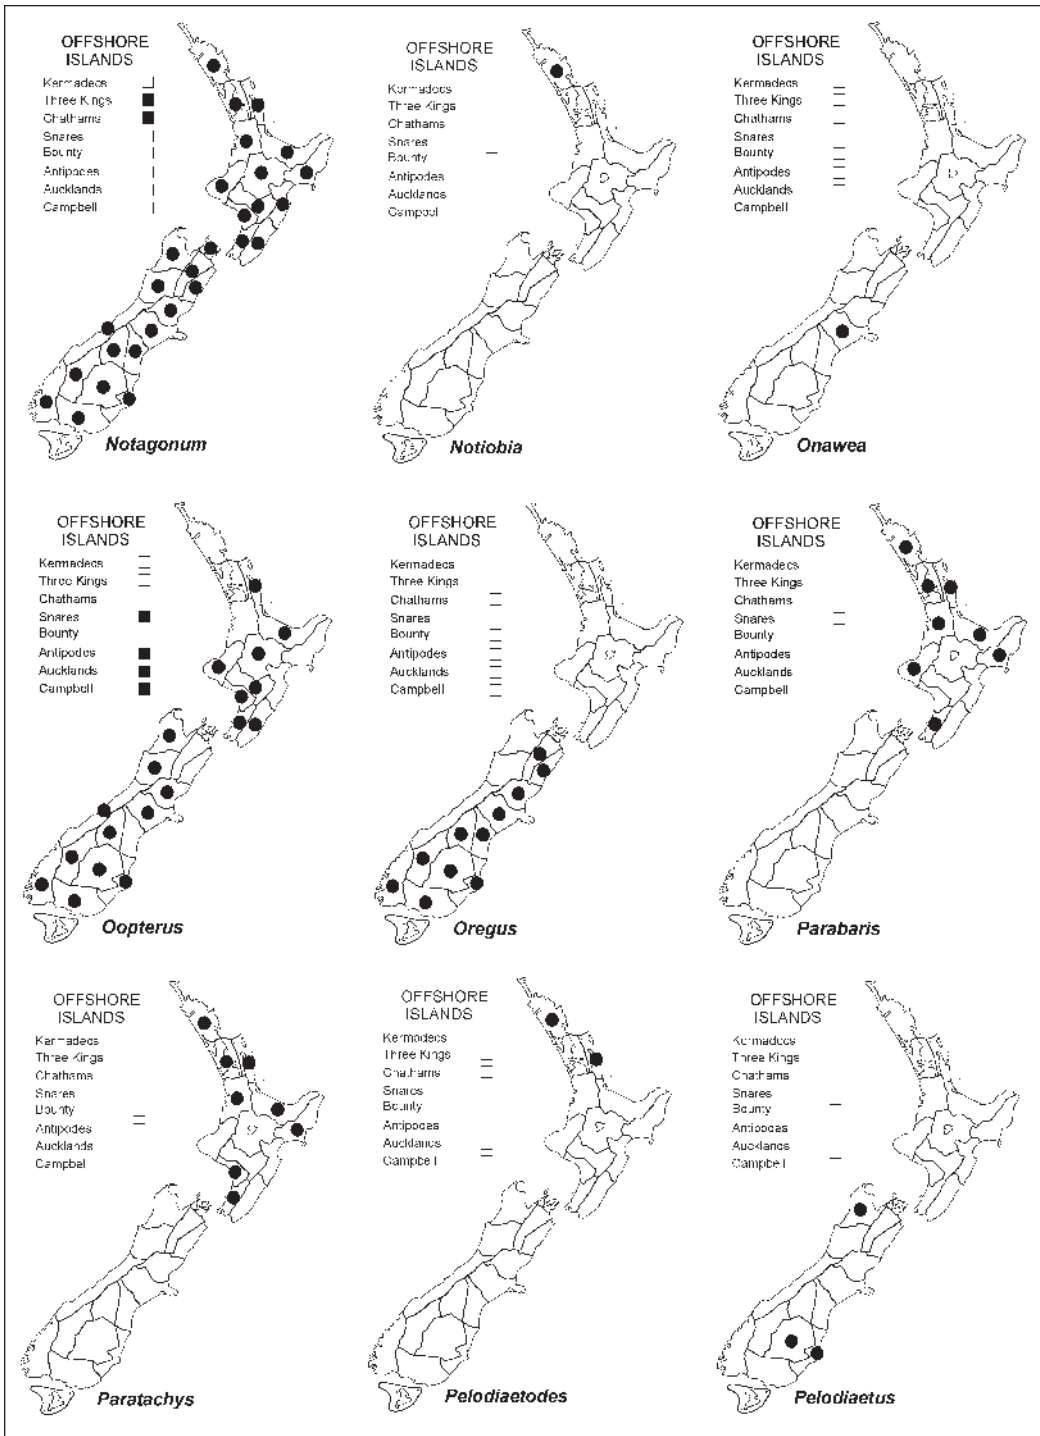 OFFSHORE
ISLANDS
Kermadecs
Three Kings
Chathams
Snares
Bounty
Antipodes
Aucklands
Campbell
Notagonum
OFFSHORE
ISLANDS
Kermadecs
Three Kings
Chathams
Snares
Bounty
Antipodes
Aucklands
Campbell
Notiobia
OFFSHORE
ISLANDS
Kermadecs
Three Kings
Chathams
Snares
Bounty
Antipodes
Aucklands
Campbell
Onawea
OFFSHORE
ISLANDS
Kermadecs
Three Kings
Chathams
Snares
Bounty
Antipodes
Aucklands
Campbell
Oopterus
OFFSHORE
ISLANDS
Kermadecs
Three Kings
Chathams
Snares
Bounty
Antipodes
Aucklands
Campbell
Oregus
OFFSHORE
ISLANDS
Kermadecs
Three Kings
Chathams
Snares
Bounty
Antipodes
Aucklands
Campbell
Parabaris
OFFSHORE
ISLANDS
Kermadecs
Three Kings
Chathams
Snares
Bounty
Antipodes
Aucklands
Campbell
Paratachys
OFFSHORE
ISLANDS
Kermadecs
Three Kings
Chathams
Snares
Bounty
Antipodes
Aucklands
Campbell
Pelodiaetodes
OFFSHORE
ISLANDS
Kermadecs
Three Kings
Chathams
Snares
Bounty
Antipodes
Aucklands
Campbell
Pelodiaetus